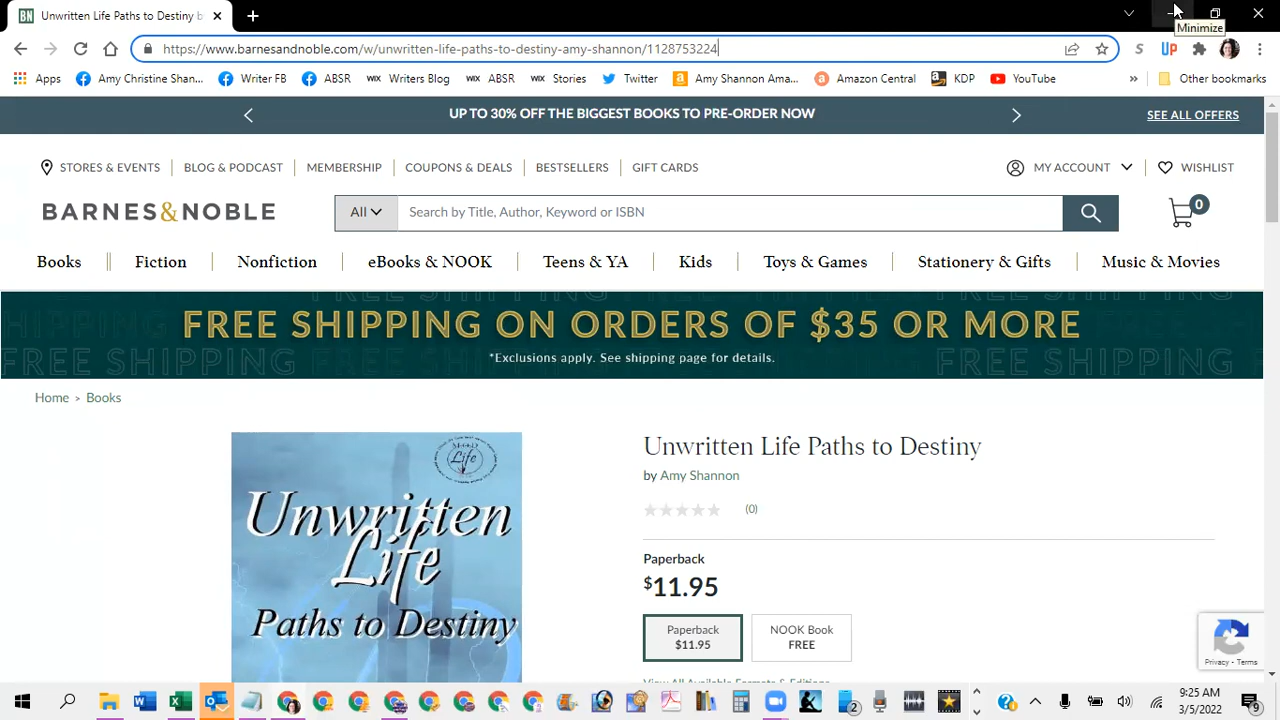 Unwritten Life Paths to Destiny b
Minimize
https://www.barnesandnoble.com/w/unwritten-life-paths-to-destiny-amy-shannon/1128753224
S UP
Apps Amy Christine Shan... Writer FB ABSR Writers Blog ABSR Stories Twitter Amy Shannon Ama... Amazon Central KDP YouTube » Other bookmarks
UP TO 30% OFF THE BIGGEST BOOKS TO PRE-ORDER NOW SEE ALL OFFERS
STORES & EVENTS BLOG & PODCAST MEMBERSHIP COUPONS & DEALS BESTSELLERS GIFT CARDS MY ACCOUNT WISHLIST
BARNES&NOBLE All Search by Title, Author, Keyword or ISBN 0
Books Fiction Nonfiction eBooks & NOOK Teens & YA Kids Toys & Games Stationery & Gifts Music & Movies
FREE SHIPPING ON ORDERS OF $35 OR MORE
*Exclusions apply. See shipping page for details.
Home > Books
Unwritten Life Paths to Destiny
by Amy Shannon
(0)
Paperback
$11.95
Paperback
$11.95
NOOK Book
FREE
View All Available Formats & Editions
Life
Unwritten
Life
Paths to Destiny
Privacy - Terms
9:25 AM
3/5/2022